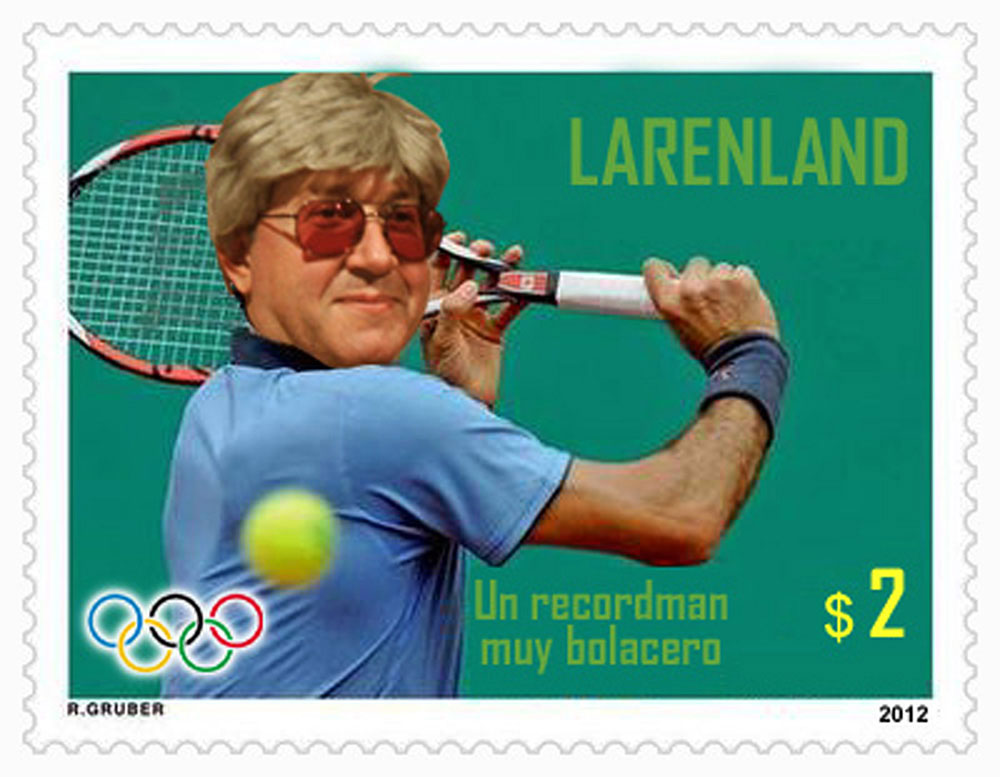 LARENLAND
Un recordman
muy bolacero
$ 2
R.GRUBER
2012